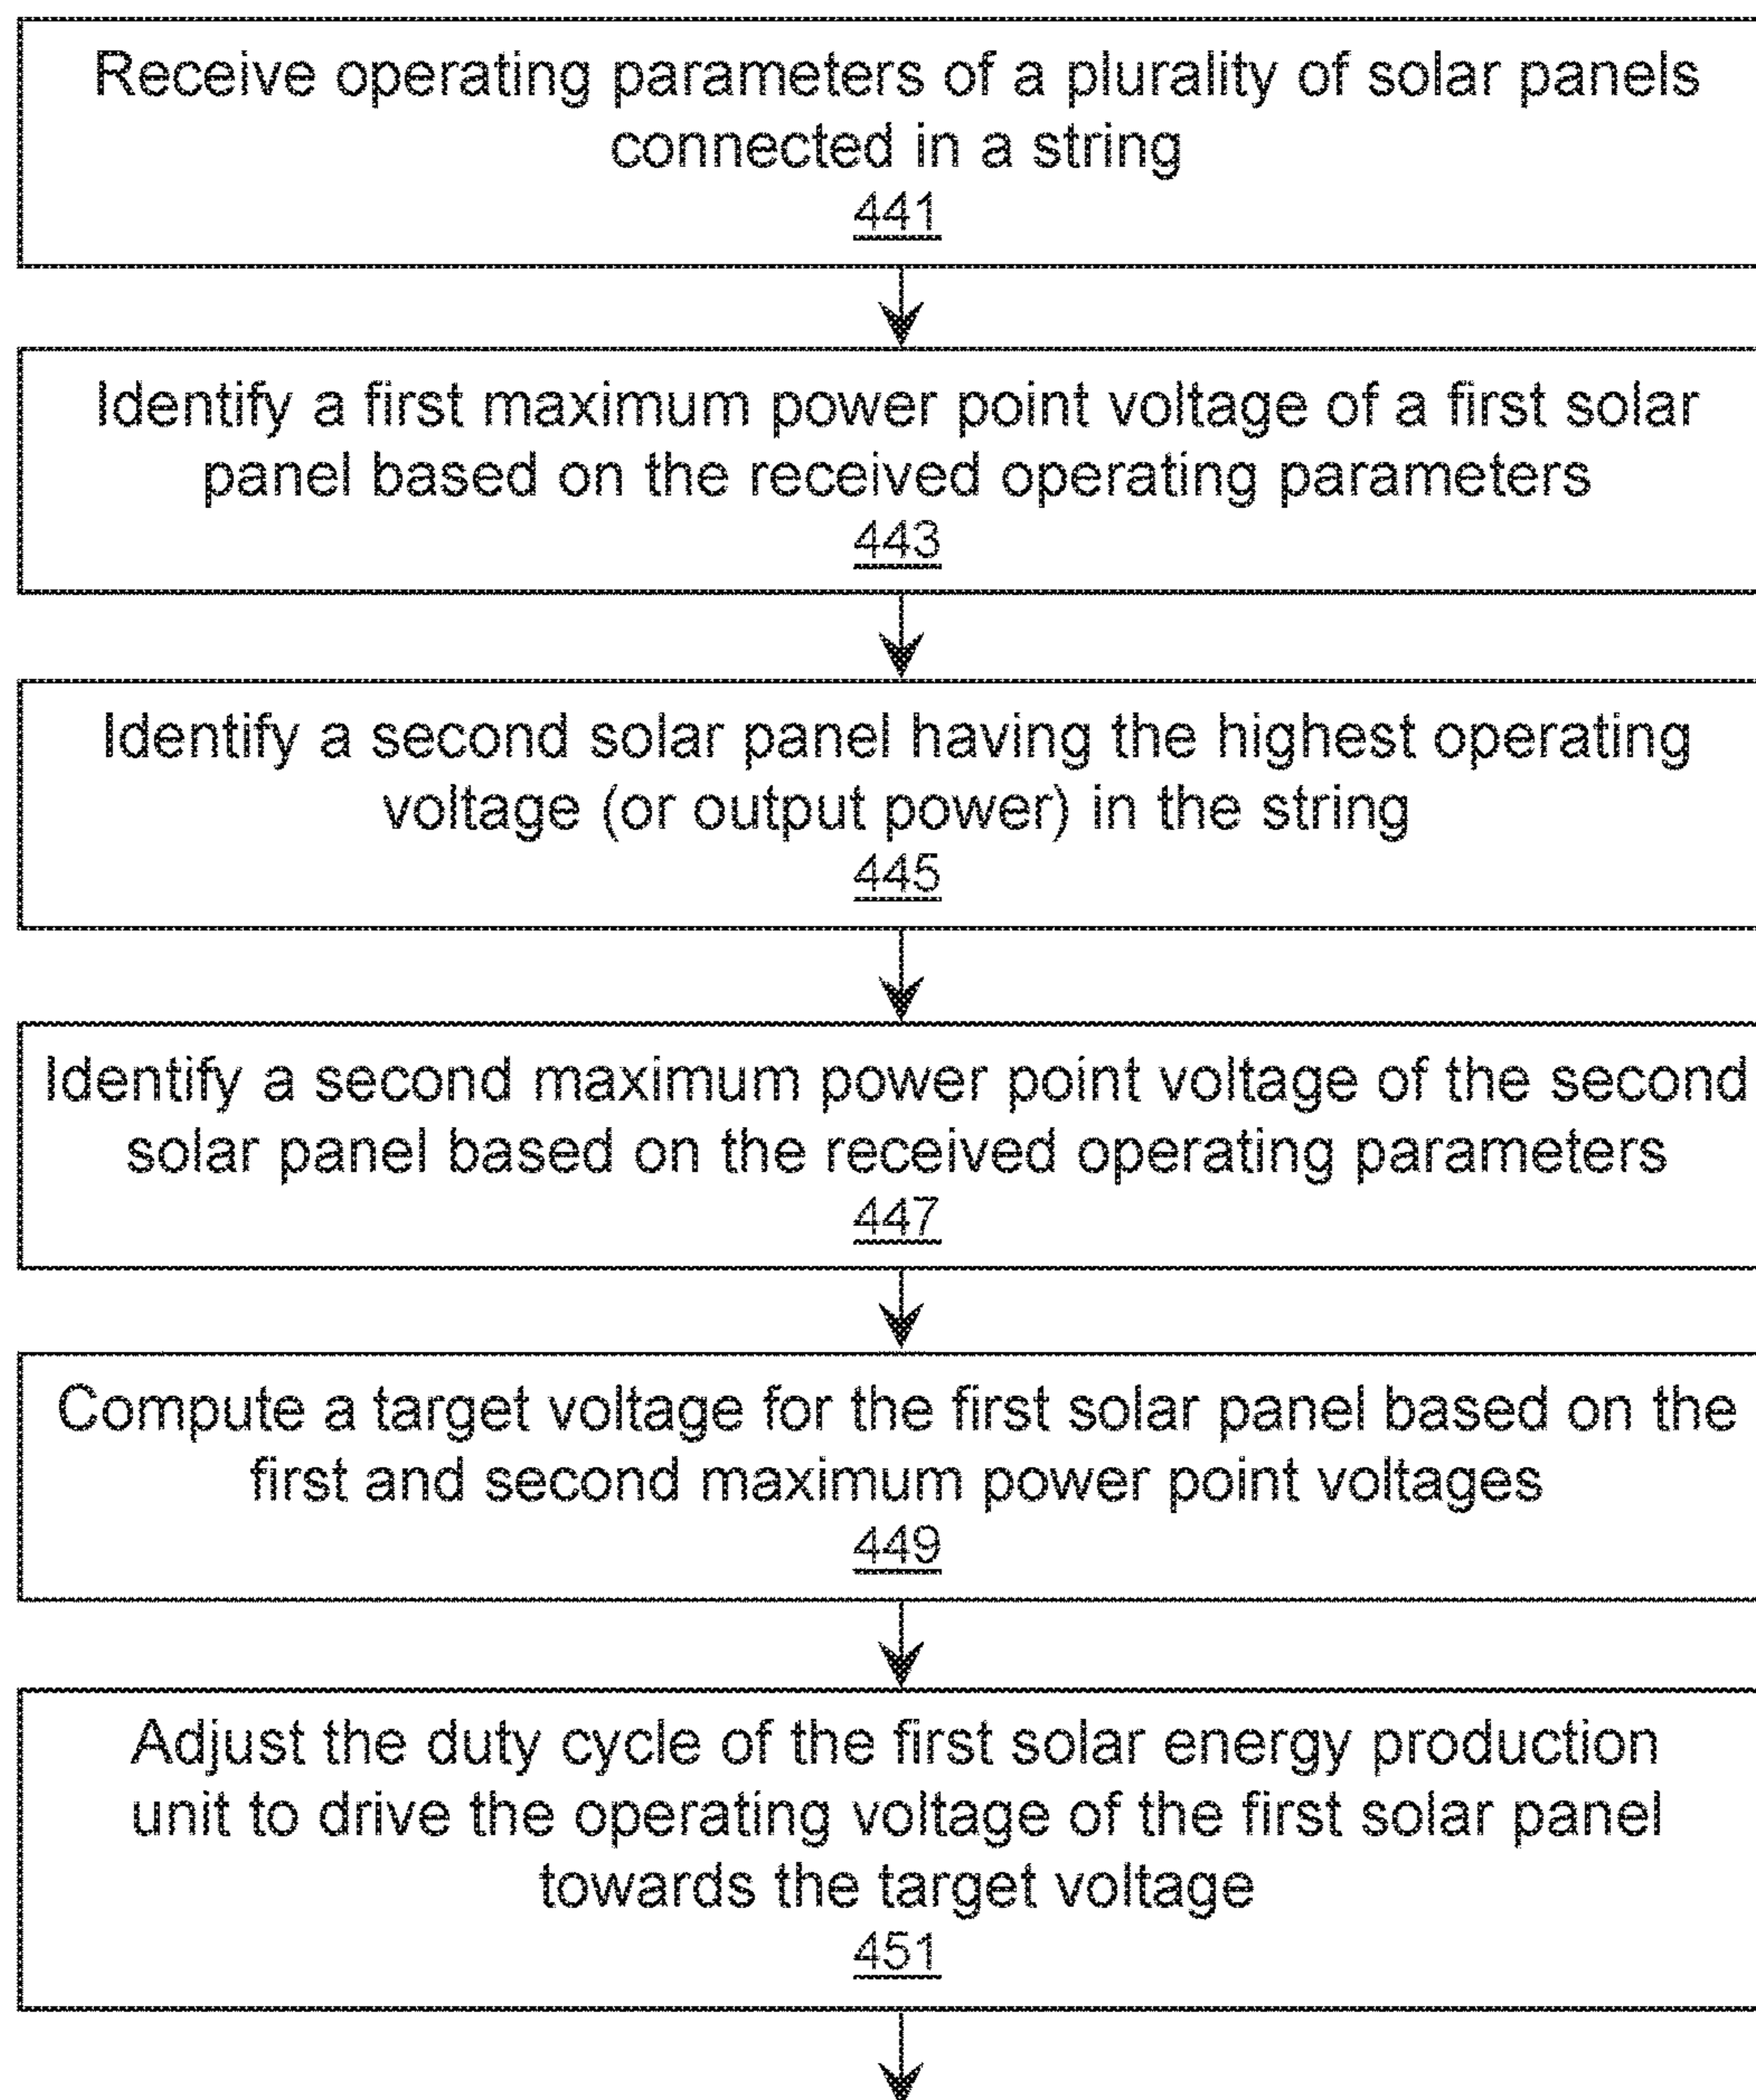 Receive operating parameters of a plurality of solar panels
connected in a string
441
Identify a first maximum power point voltage of a first solar
panel based on the received operating parameters
443
Identify a second solar panel having the highest operating
voltage (or output power) in the string
445
Identify a second maximum power point voltage of the second
solar panel based on the received operating parameters
447
Compute a target voltage for the first solar panel based on the
first and second maximum power point voltages
449
Adjust the duty cycle of the first solar energy production
unit to drive the operating voltage of the first solar panel
towards the target voltage
451